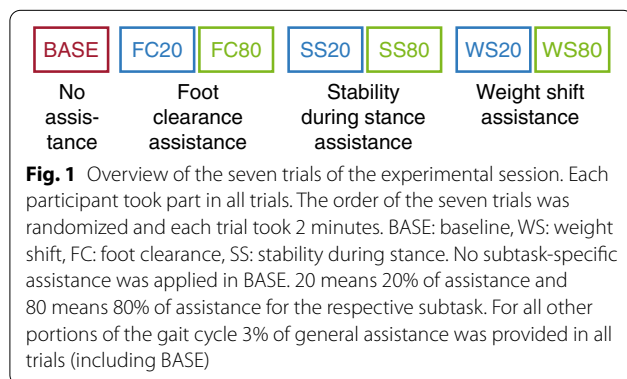 BASE FC20 FC80 SS20 SS80 WS20 WS80
No Foot Stability Weight shift
assis- clearance during stance assistance
tance assistance assistance
Fig. 1 Overview of the seven trials of the experimental session. Each
participant took part in all trials. The order of the seven trials was
randomized and each trial took 2 minutes. BASE: baseline, WS: weight
shift, FC: foot clearance, SS: stability during stance. No subtask-specific
assistance was applied in BASE. 20 means 20% of assistance and
80 means 80% of assistance for the respective subtask. For all other
portions of the gait cycle 3% of general assistance was provided in all
trials (including BASE)